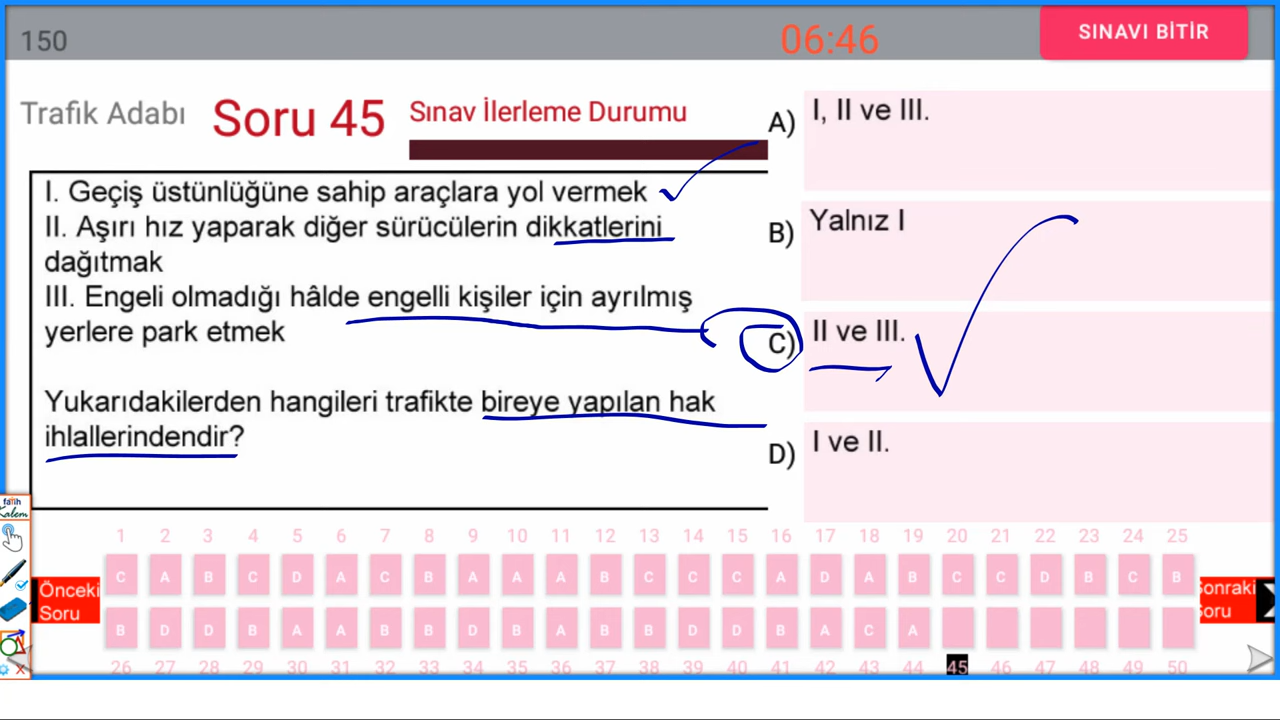 150
06:46
SINAVI BİTİR
Trafik Adabı
Soru 45
Sınav İlerleme Durumu
I. Geçiş üstünlüğüne sahip araçlara yol vermek
II. Aşırı hız yaparak diğer sürücülerin dikkatlerini
dağıtmak
III. Engeli olmadığı hâlde engelli kişiler için ayrılmış
yerlere park etmek
Yukarıdakilerden hangileri trafikte bireye yapılan hak
ihlallerindendir?
A) I, II ve III.
B) Yalnız I
C) II ve III.
D) I ve II.
fatih
Kalem
1 2 3 4 5 6 7 8 9 10 11 12 13 14 15 16 17 18 19 20 21 22 23 24 25
C A B C D A C B A A A B C C C A D A B C C D B C B
Önceki
Soru
Sonraki
Soru
B D D B A A B B D B A B B D D B A C A
26 27 28 29 30 31 32 33 34 35 36 37 38 39 40 41 42 43 44 45 46 47 48 49 50